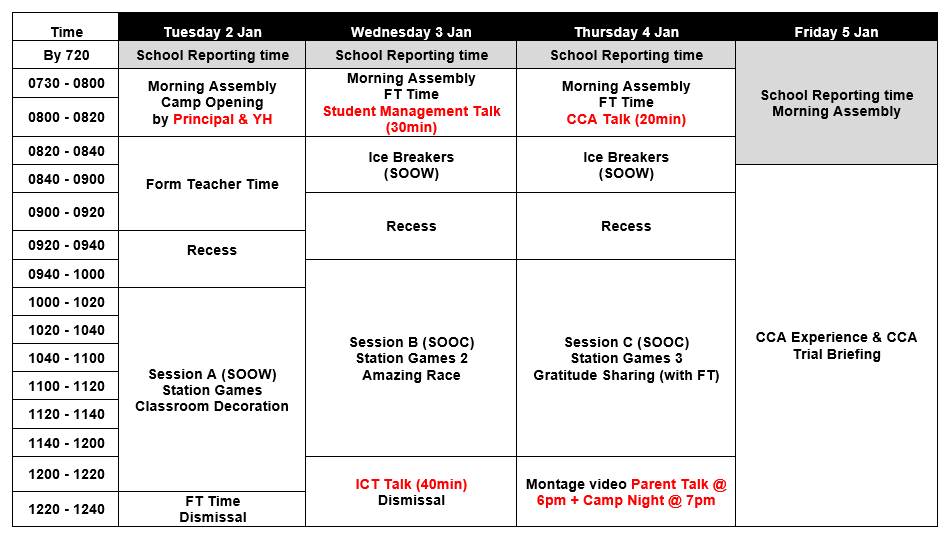 Time
Tuesday 2 Jan
Wednesday 3 Jan
Thursday 4 Jan
Friday 5 Jan
By 720
School Reporting time
School Reporting time
School Reporting time
School Reporting time
Morning Assembly
0730 - 0800
0800 - 0820
Morning Assembly
Camp Opening
by Principal & YH
Morning Assembly
FT Time
Student Management Talk
(30min)
Morning Assembly
FT Time
CCA Talk (20min)
0820 - 0840
0840 - 0900
0900 - 0920
Form Teacher Time
Ice Breakers
(SOOW)
Ice Breakers
(SOOW)
Recess
Recess
0920 - 0940
0940 - 1000
Recess
1000 - 1020
1020 - 1040
1040 - 1100
1100 - 1120
1120 - 1140
1140 - 1200
1200 - 1220
Session A (SOOW)
Station Games
Classroom Decoration
Session B (SOOC)
Station Games 2
Amazing Race
Session C (SOOC)
Station Games 3
Gratitude Sharing (with FT)
CCA Experience & CCA
Trial Briefing
1220 - 1240
FT Time
Dismissal
ICT Talk (40min)
Dismissal
Montage video Parent Talk @
6pm + Camp Night @ 7pm